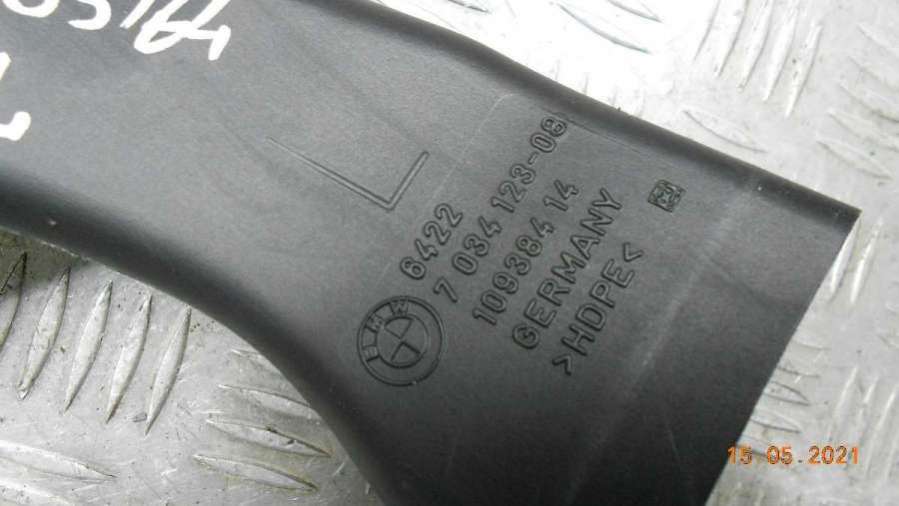 L
6422
7 034 123-08
109384 14
GERMANY
>HDPE<
BMW
15 05 2021